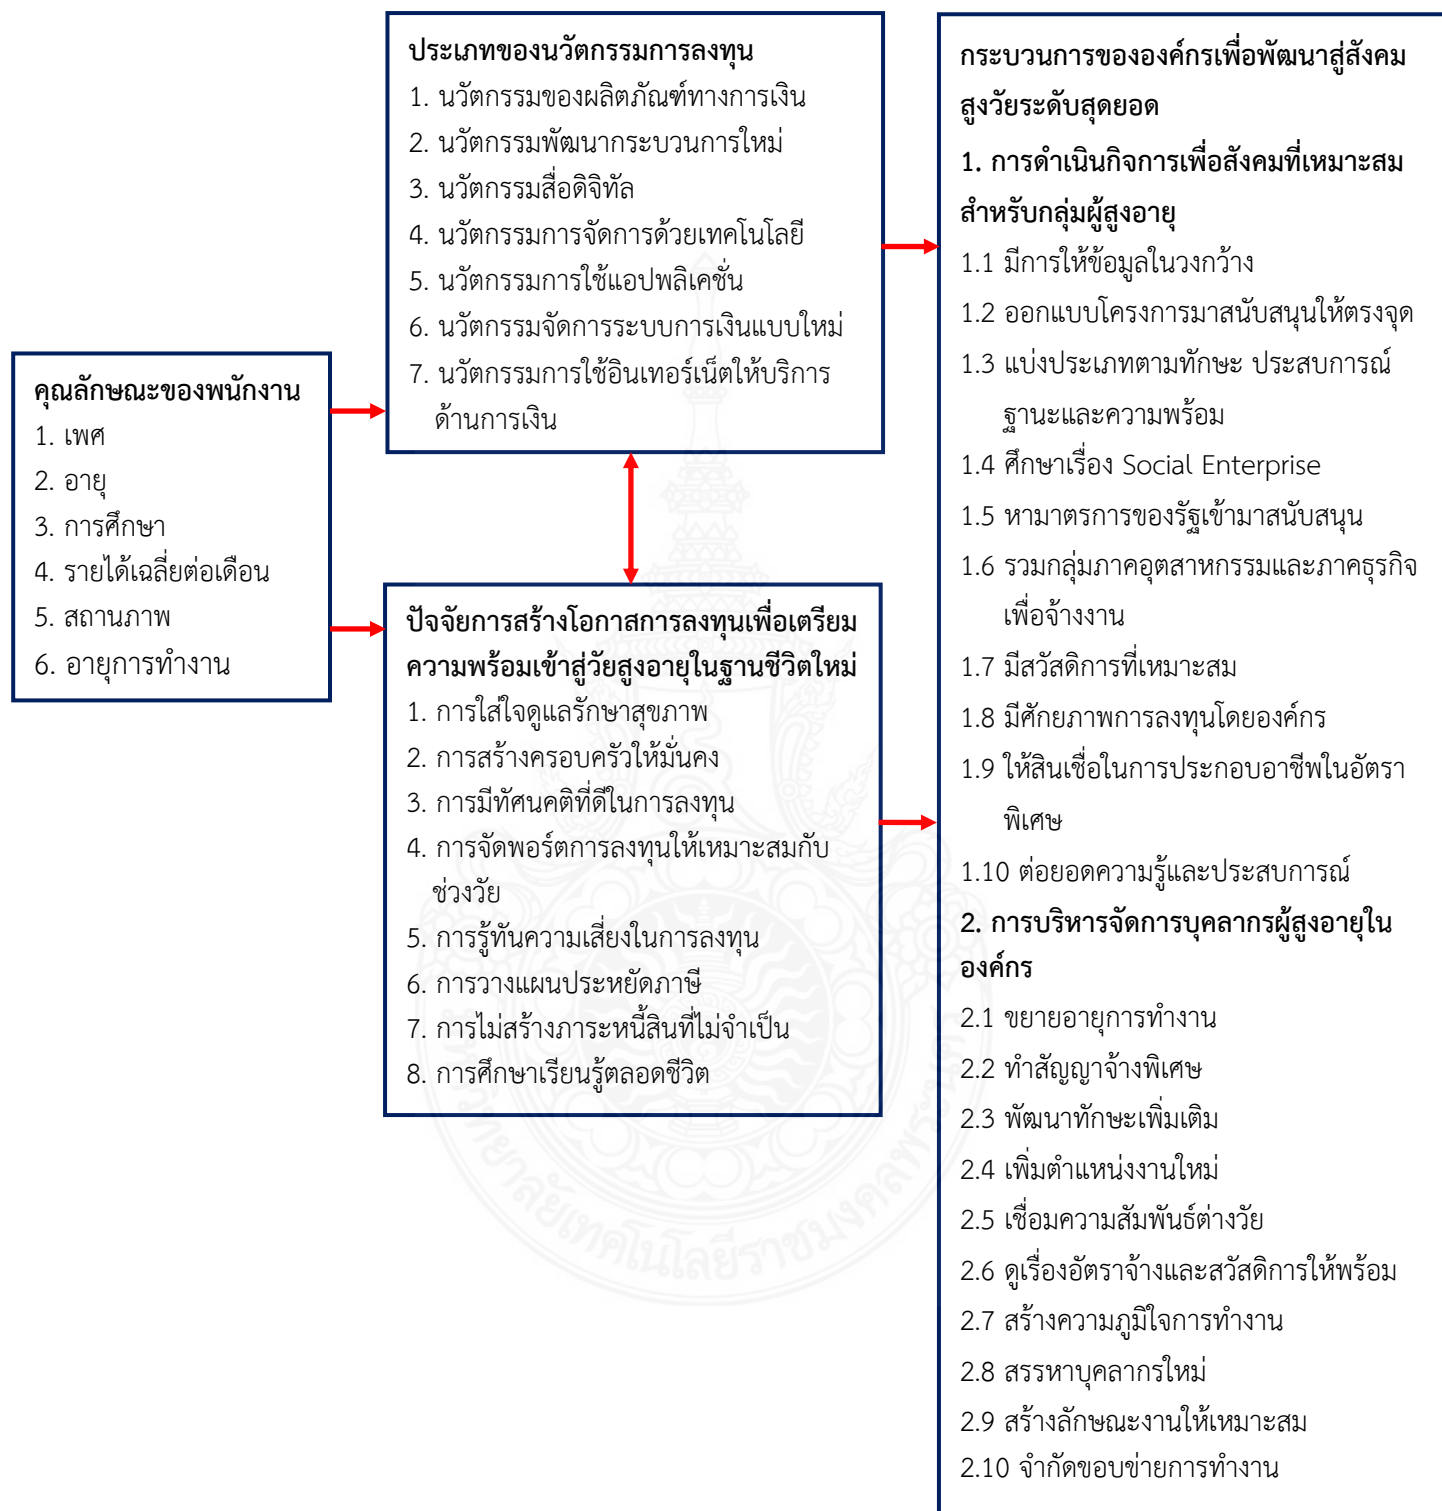 คุณลักษณะของพนักงาน
1. เพศ
2. อายุ
3. การศึกษา
4. รายได้เฉลี่ยต่อเดือน
5. สถานภาพ
6. อายุการทำงาน
ประเภทของนวัตกรรมการลงทุน
1. นวัตกรรมของผลิตภัณฑ์ทางการเงิน
2. นวัตกรรมพัฒนากระบวนการใหม่
3. นวัตกรรมสื่อดิจิทัล
4. นวัตกรรมการจัดการด้วยเทคโนโลยี
5. นวัตกรรมการใช้แอปพลิเคชั่น
6. นวัตกรรมจัดการระบบการเงินแบบใหม่
7. นวัตกรรมการใช้อินเทอร์เน็ตให้บริการ
ด้านการเงิน
ปัจจัยการสร้างโอกาสการลงทุนเพื่อเตรียม
ความพร้อมเข้าสู่วัยสูงอายุในฐานชีวิตใหม่
1. การใส่ใจดูแลรักษาสุขภาพ
2. การสร้างครอบครัวให้มั่นคง
3. การมีทัศนคติที่ดีในการลงทุน
4. การจัดพอร์ตการลงทุนให้เหมาะสมกับ
ช่วงวัย
5. การรู้ทันความเสี่ยงในการลงทุน
6. การวางแผนประหยัดภาษี
7. การไม่สร้างภาระหนี้สินที่ไม่จำเป็น
8. การศึกษาเรียนรู้ตลอดชีวิต
กระบวนการขององค์กรเพื่อพัฒนาสู่สังคม
สูงวัยระดับสุดยอด
1. การดำเนินกิจการเพื่อสังคมที่เหมาะสม
สำหรับกลุ่มผู้สูงอายุ
1.1 มีการให้ข้อมูลในวงกว้าง
1.2 ออกแบบโครงการมาสนับสนุนให้ตรงจุด
1.3 แบ่งประเภทตามทักษะ ประสบการณ์
ฐานะและความพร้อม
1.4 ศึกษาเรื่อง Social Enterprise
1.5 หามาตรการของรัฐเข้ามาสนับสนุน
1.6 รวมกลุ่มภาคอุตสาหกรรมและภาคธุรกิจ
เพื่อจ้างงาน
1.7 มีสวัสดิการที่เหมาะสม
1.8 มีศักยภาพการลงทุนโดยองค์กร
1.9 ให้สินเชื่อในการประกอบอาชีพในอัตรา
พิเศษ
1.10 ต่อยอดความรู้และประสบการณ์
2. การบริหารจัดการบุคลากรผู้สูงอายุใน
องค์กร
2.1 ขยายอายุการทำงาน
2.2 ทำสัญญาจ้างพิเศษ
2.3 พัฒนาทักษะเพิ่มเติม
2.4 เพิ่มตำแหน่งงานใหม่
2.5 เชื่อมความสัมพันธ์ต่างวัย
2.6 ดูเรื่องอัตราจ้างและสวัสดิการให้พร้อม
2.7 สร้างความภูมิใจการทำงาน
2.8 สรรหาบุคลากรใหม่
2.9 สร้างลักษณะงานให้เหมาะสม
2.10 จำกัดขอบข่ายการทำงาน